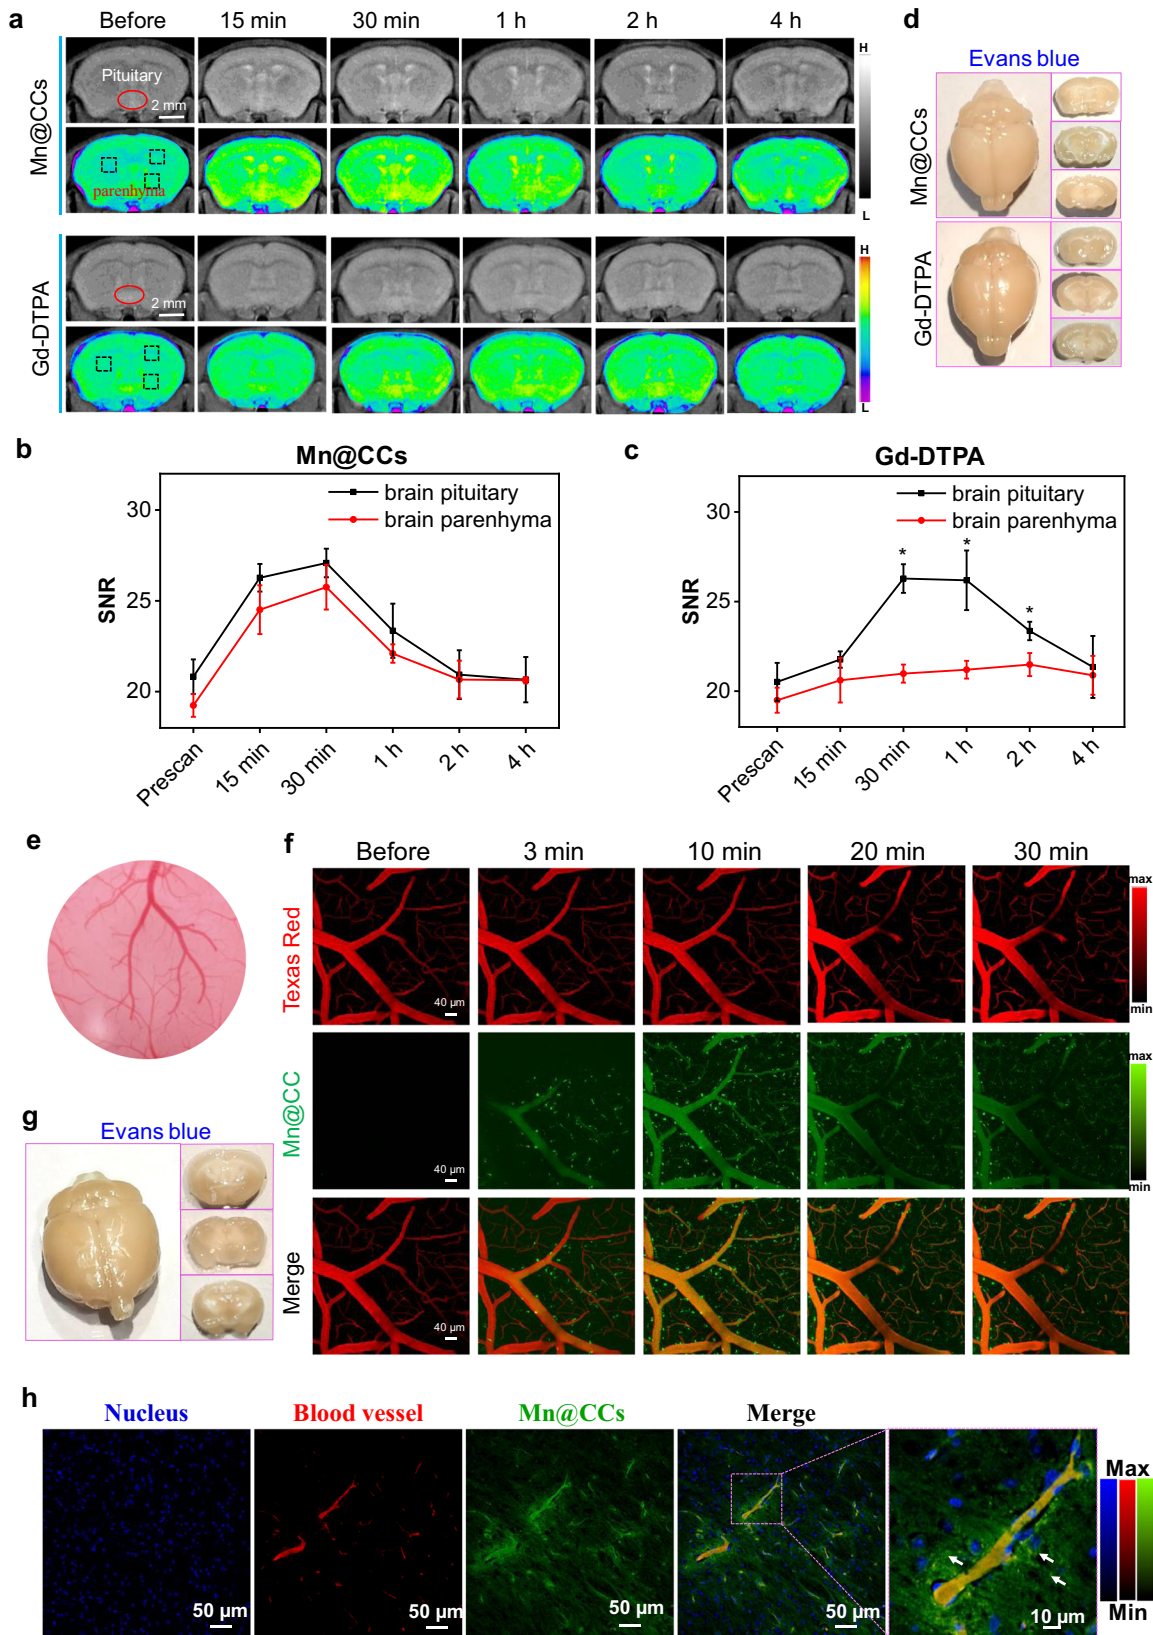 a
Before
15 min
30 min
1 h
2 h
4 h
Mn@CCs
Pituitary
2 mm
parenhyma
H
L
Gd-DTPA
2 mm
H
L
d
Evans blue
Mn@CCs
Gd-DTPA
b
Mn@CCs
brain pituitary
brain parenhyma
SNR
30
25
20
Prescan
15 min
30 min
1 h
2 h
4 h
c
Gd-DTPA
brain pituitary
brain parenhyma
SNR
30
25
20
*
*
*
Prescan
15 min
30 min
1 h
2 h
4 h
e
f
Before
3 min
10 min
20 min
30 min
Texas Red
40 µm
max
min
Mn@CC
40 µm
max
min
Merge
40 µm
g
Evans blue
h
Nucleus
Blood vessel
Mn@CCs
Merge
50 µm
50 µm
50 µm
50 µm
10 µm
Max
Min